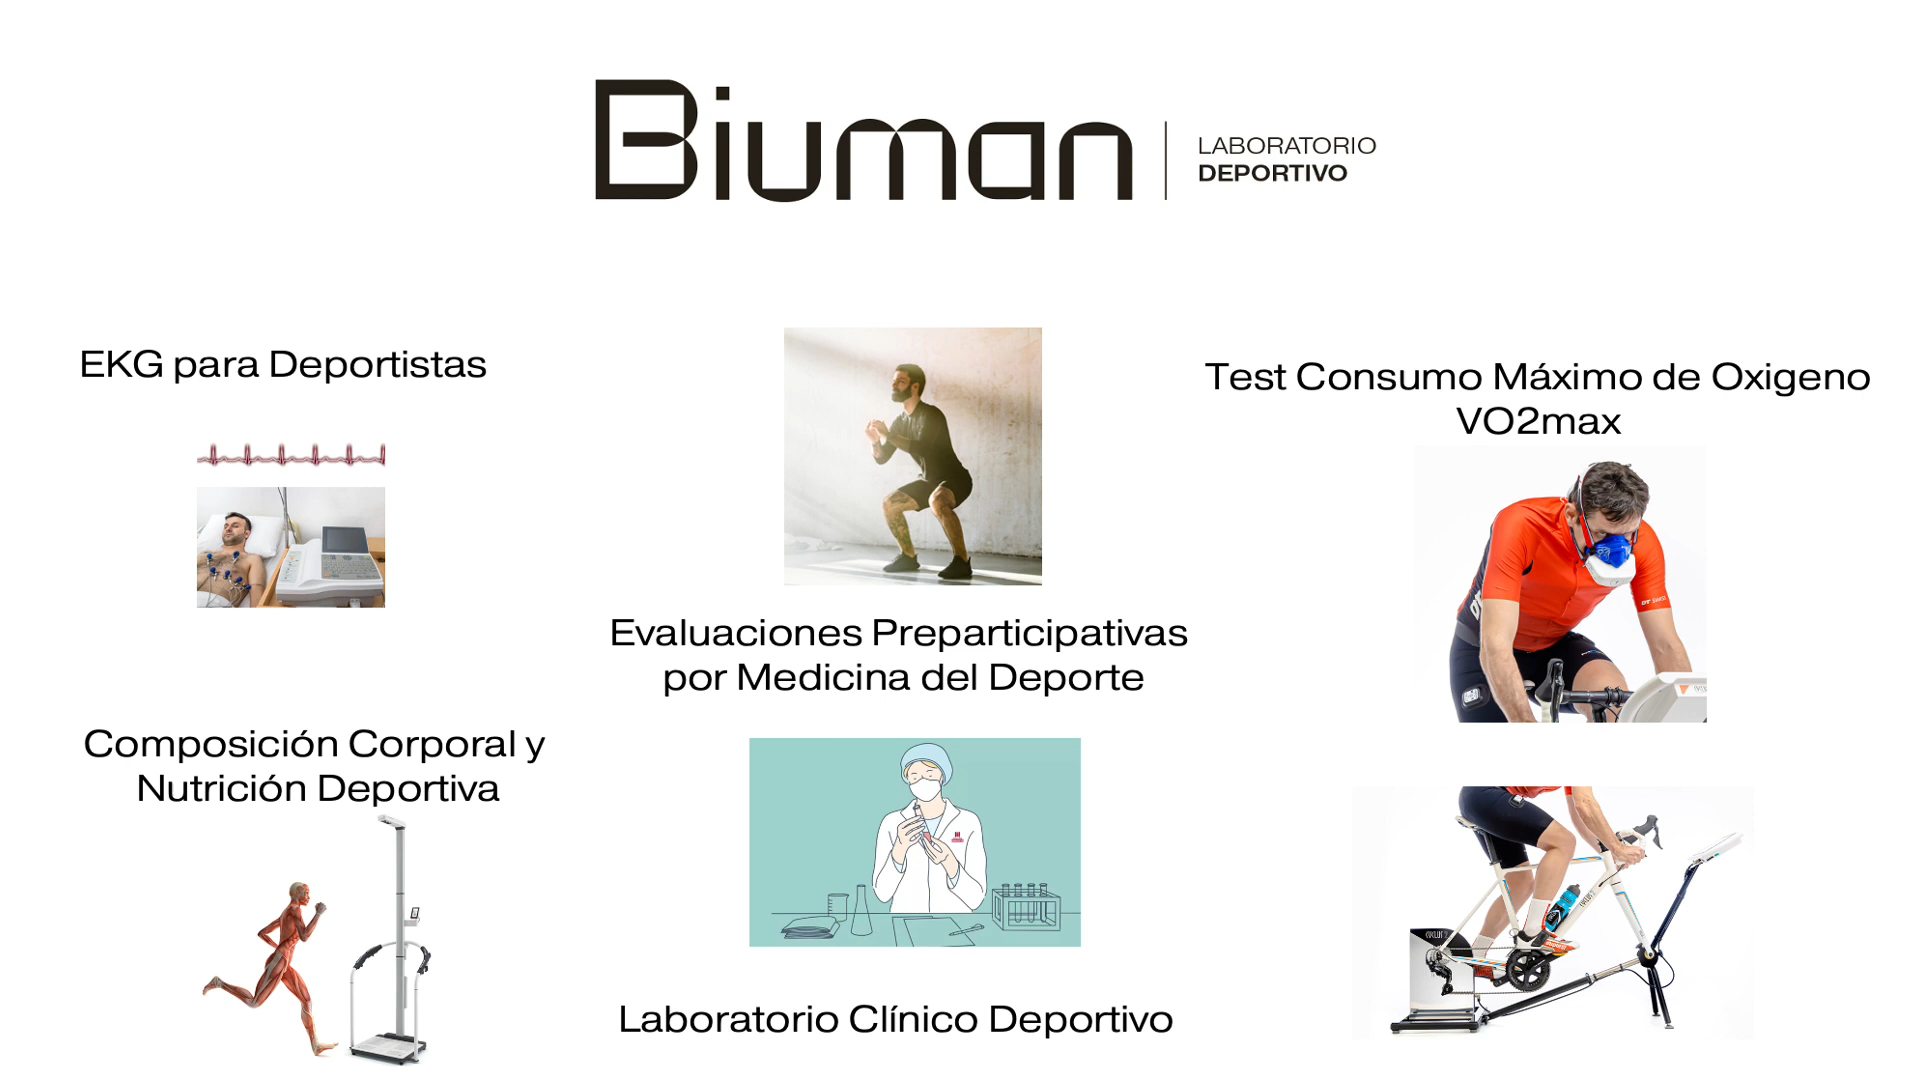 Biuman
LABORATORIO
DEPORTIVO
EKG para Deportistas
Test Consumo Máximo de Oxigeno
VO2max
Evaluaciones Preparticipativas
por Medicina del Deporte
Composición Corporal y
Nutrición Deportiva
Laboratorio Clínico Deportivo